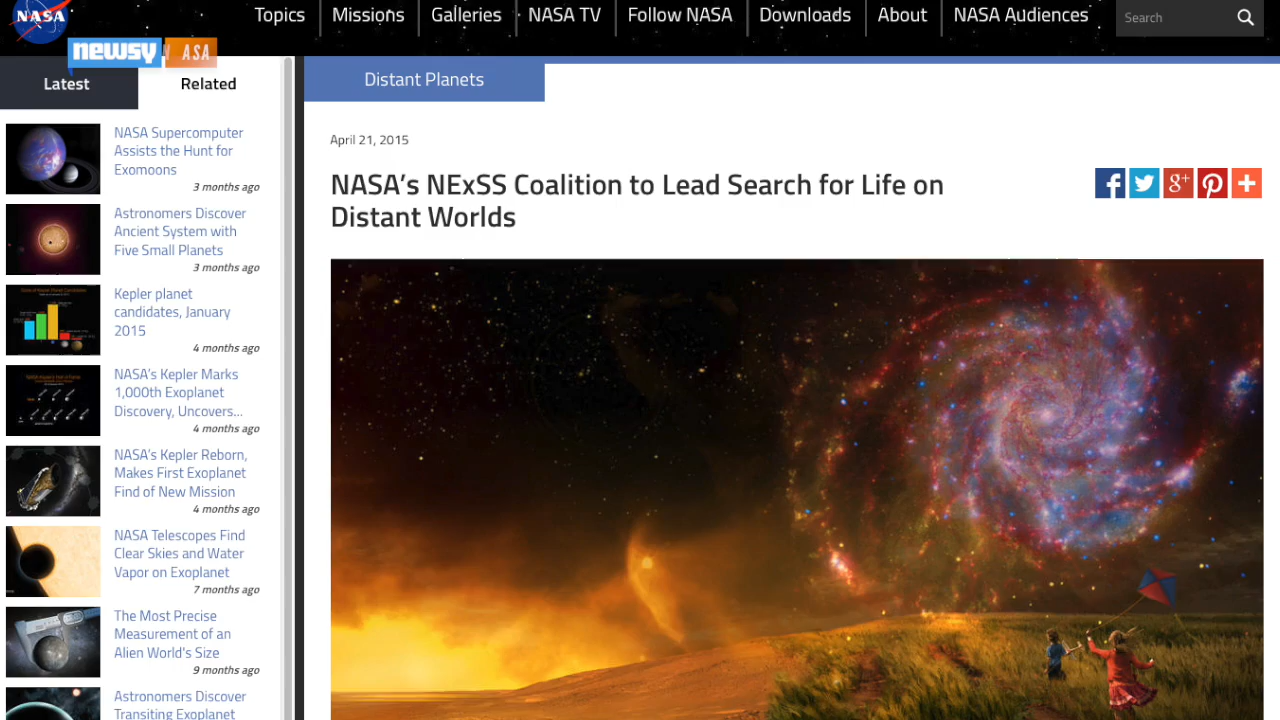 NASA
Topics
Missions
Galleries
NASA TV
Follow NASA
Downloads
About
NASA Audiences
Search
newsy
ASA
Latest
Related
NASA Supercomputer
Assists the Hunt for
Exomoons
3 months ago
Astronomers Discover
Ancient System with
Five Small Planets
3 months ago
Kepler planet
candidates, January
2015
4 months ago
NASA's Kepler Marks
1,000th Exoplanet
Discovery, Uncovers...
4 months ago
NASA's Kepler Reborn,
Makes First Exoplanet
Find of New Mission
4 months ago
NASA Telescopes Find
Clear Skies and Water
Vapor on Exoplanet
7 months ago
The Most Precise
Measurement of an
Alien World's Size
9 months ago
Astronomers Discover
Transiting Exoplanet
Distant Planets
April 21, 2015
NASA's NExSS Coalition to Lead Search for Life on
Distant Worlds